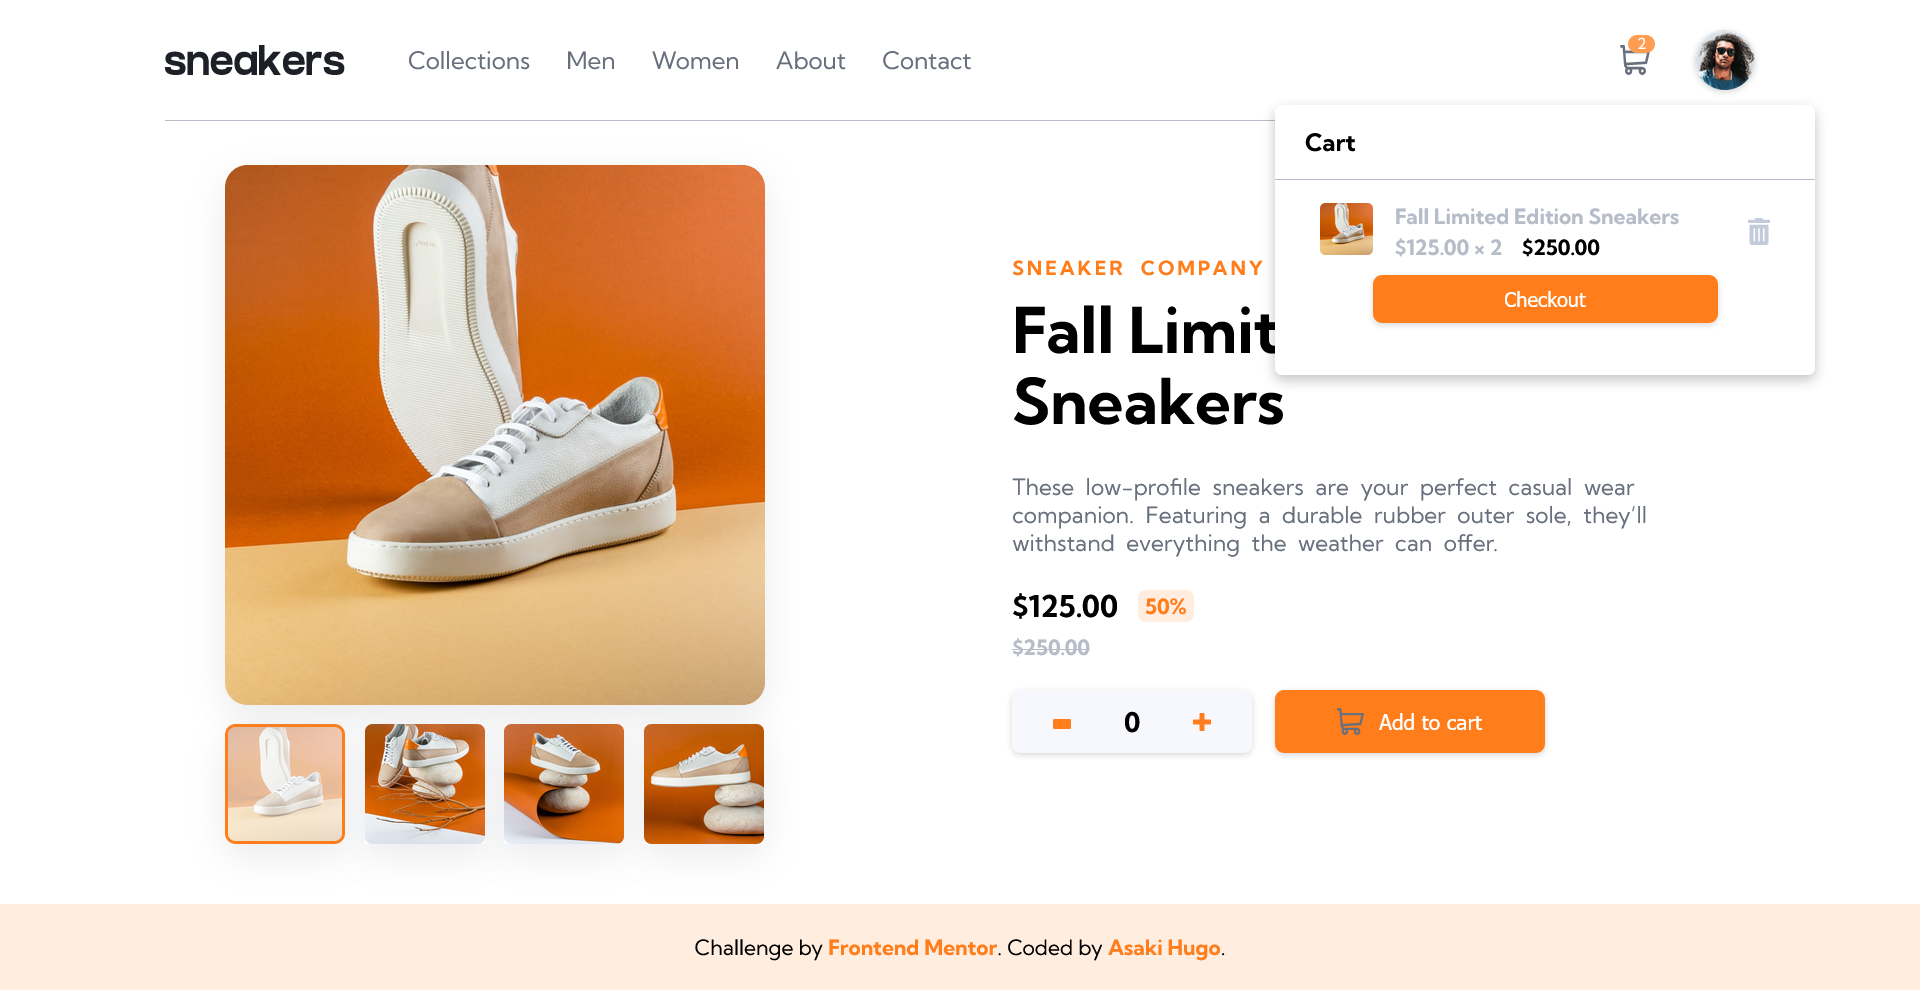 sneakers
Collections
Men
Women
About
Contact
2
Cart
Fall Limited Edition Sneakers
$125.00 × 2 $250.00
Checkout
SNEAKER COMPANY
Fall Limit
Sneakers
These low-profile sneakers are your perfect casual wear
companion. Featuring a durable rubber outer sole, they'll
withstand everything the weather can offer.
$125.00 50%
$250.00
- 0 +
Add to cart
Challenge by Frontend Mentor. Coded by Asaki Hugo.